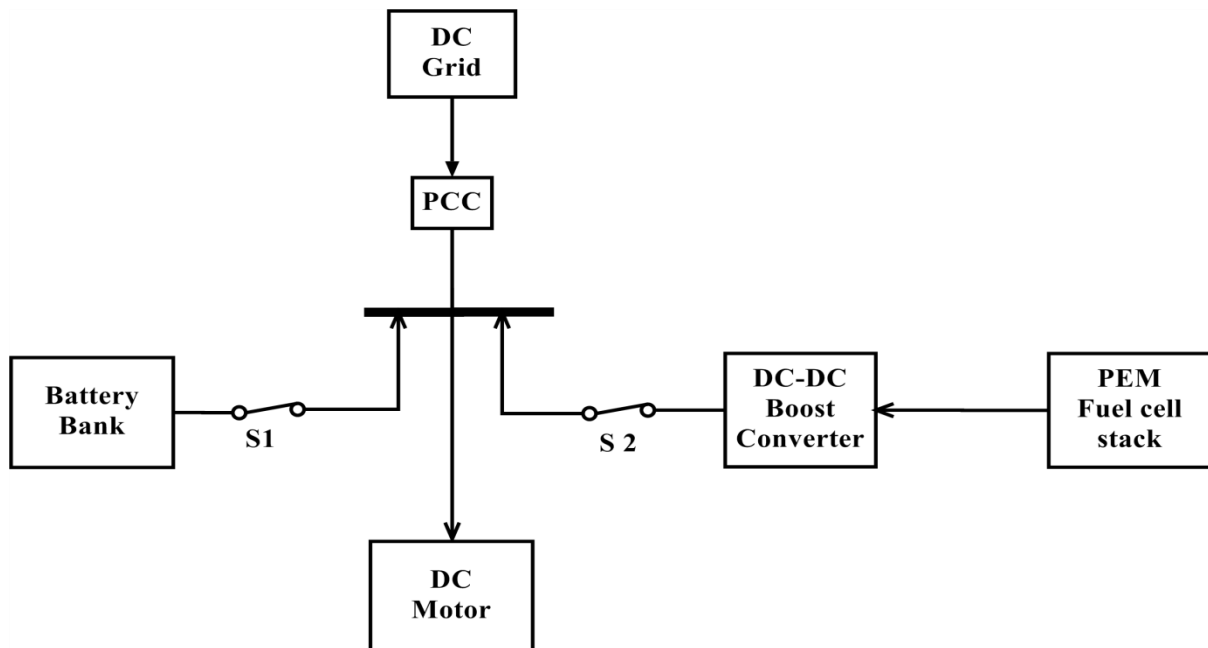 DC
Grid
PCC
Battery
Bank
S1
S 2
DC-DC
Boost
Converter
PEM
Fuel cell
stack
DC
Motor